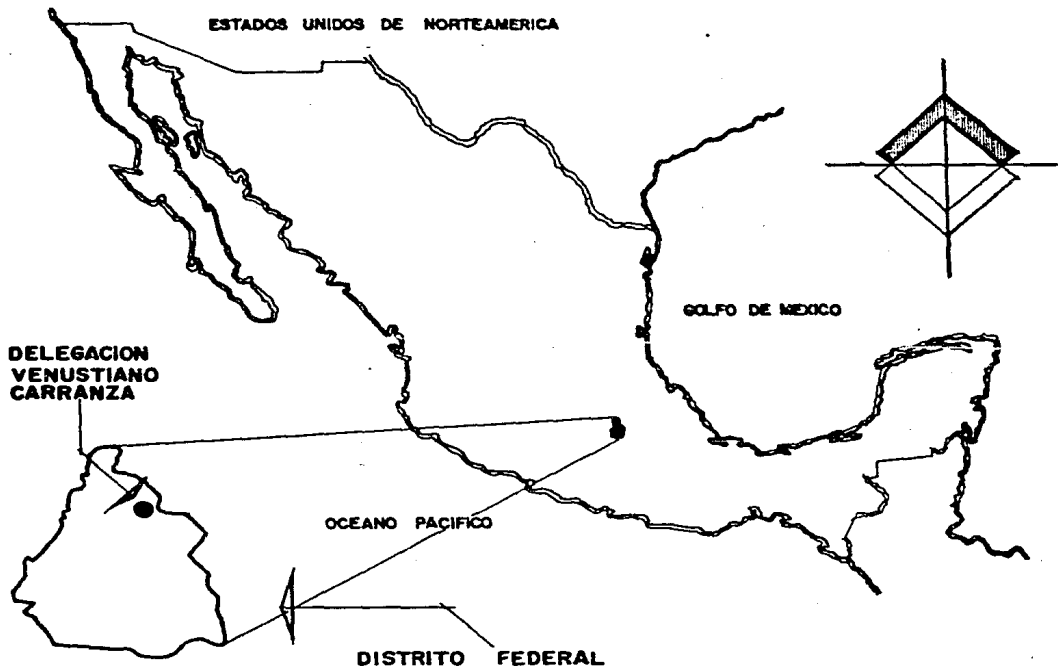 ESTADOS UNIDOS DE NORTEAMERICA
GOLFO DE MEXICO
DELEGACION
VENUSTIANO
CARRANZA
OCEANO PACIFICO
DISTRITO FEDERAL